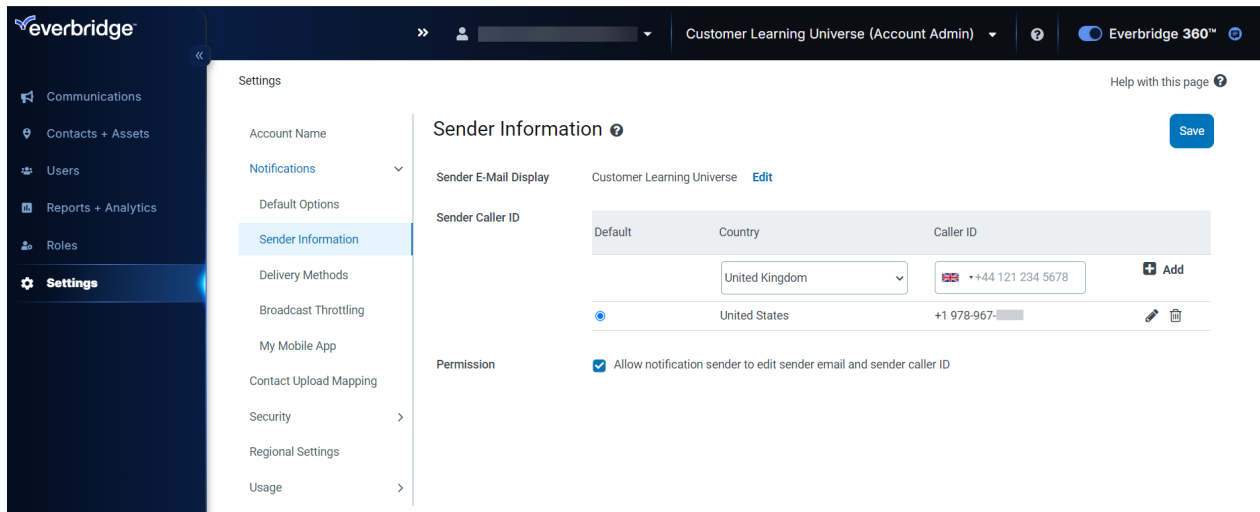 everbridge™
Customer Learning Universe (Account Admin)
Everbridge 360™
Communications
Contacts + Assets
Users
Reports + Analytics
Roles
Settings
Settings
Help with this page
Account Name
Notifications
Default Options
Sender Information
Delivery Methods
Broadcast Throttling
My Mobile App
Contact Upload Mapping
Security
Regional Settings
Usage
Sender Information
Save
Sender E-Mail Display Customer Learning Universe Edit
Sender Caller ID
Default Country Caller ID
United Kingdom +44 121 234 5678 Add
United States +1 978-967-
Permission Allow notification sender to edit sender email and sender caller ID